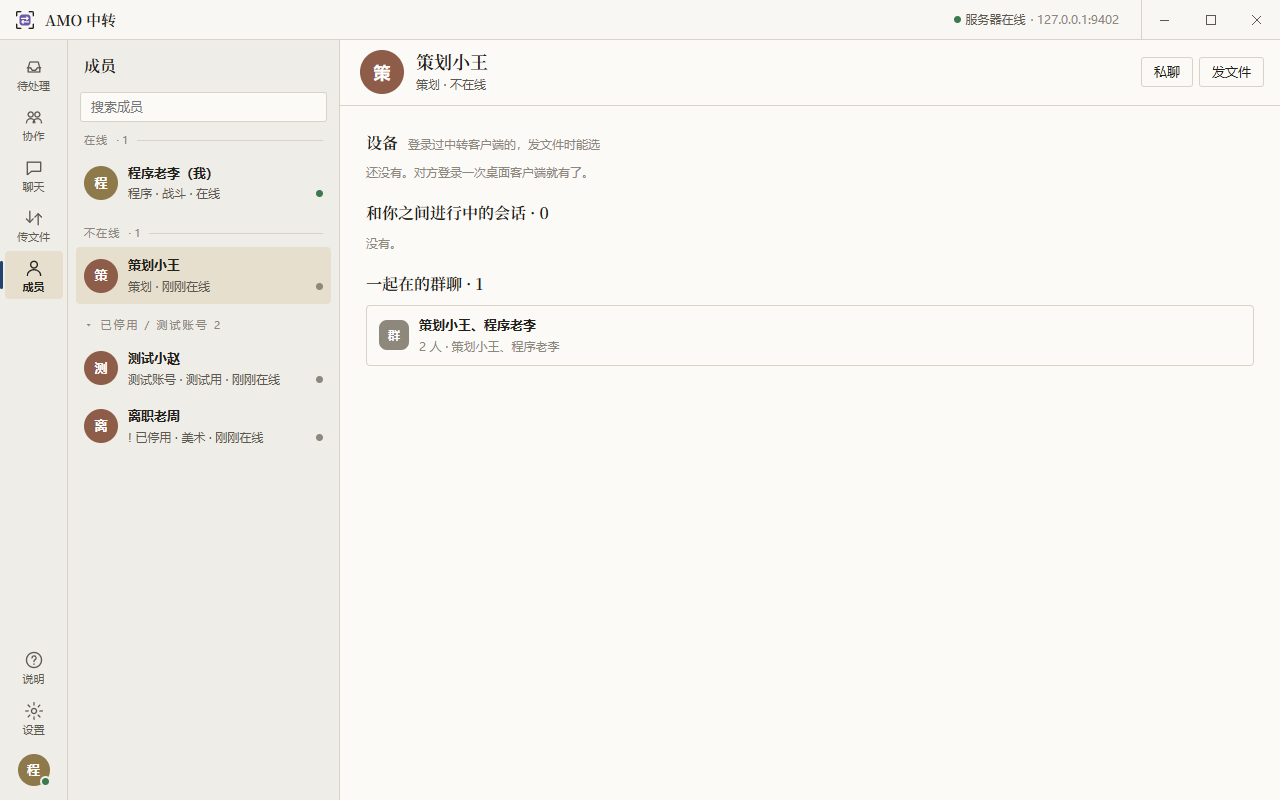 AMO 中转
服务器在线 · 127.0.0.1:9402
待处理
协作
聊天
传文件
成员
说明
设置
程
成员
搜索成员
在线 · 1
程
程序老李（我）
程序 · 战斗 · 在线
不在线 · 1
策
策划小王
策划 · 刚刚在线
已停用 / 测试账号 2
测
测试小赵
测试账号 · 测试用 · 刚刚在线
离
离职老周
! 已停用 · 美术 · 刚刚在线
策
策划小王
策划 · 不在线
私聊
发文件
设备 登录过中转客户端的，发文件时能选
还没有。对方登录一次桌面客户端就有了。
和你之间进行中的会话 · 0
没有。
一起在的群聊 · 1
群
策划小王、程序老李
2 人 · 策划小王、程序老李